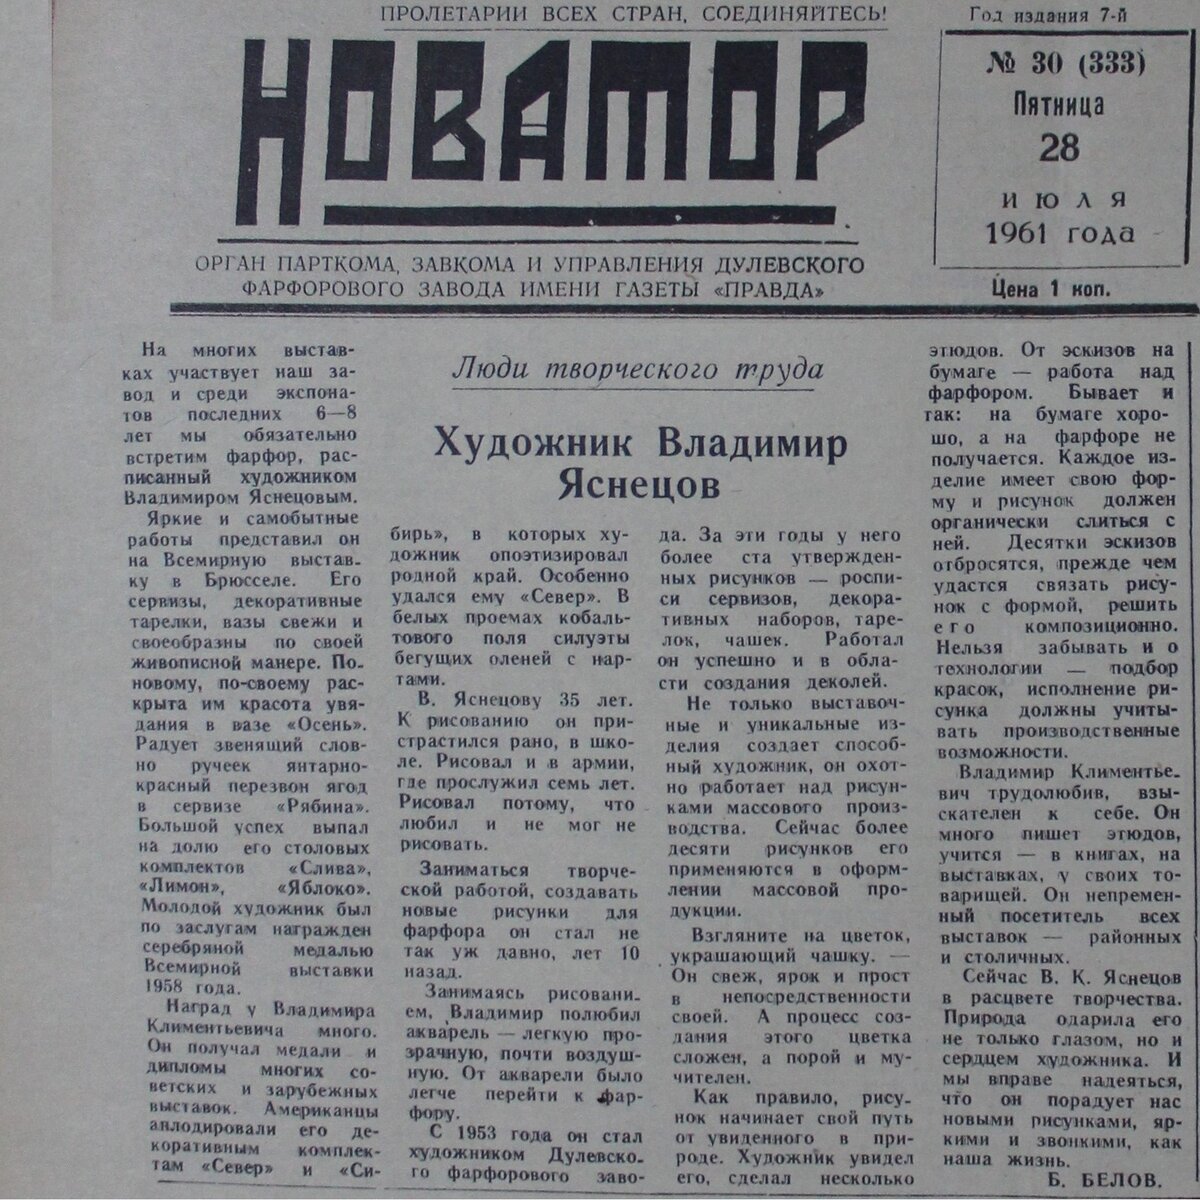 ПРОЛЕТАРИИ ВСЕХ СТРАН, СОЕДИНЯЙТЕСЬ!
НОВАТОР
ОРГАН ПАРТКОМА, ЗАВКОМА И УПРАВЛЕНИЯ ДУЛЕВСКОГО
ФАРФОРОВОГО ЗАВОДА ИМЕНИ ГАЗЕТЫ «ПРАВДА»
Год издания 7-й
№ 30 (333)
Пятница
28
июля
1961 года
Цена 1 коп.
Люди творческого труда
Художник Владимир
Яснецов
На многих выстав-
ках участвует наш за-
вод и среди экспона-
тов последних 6—8
лет мы обязательно
встретим фарфор, рас-
писанный художником
Владимиром Яснецовым.
Яркие и самобытные
работы представил он
на Всемирную выстав-
ку в Брюсселе. Его
сервизы, декоративные
тарелки, вазы свежи и
своеобразны по своей
живописной манере. По-
новому, по-своему рас-
крыта им красота увя-
дания в вазе «Осень».
Радует звенящий слов-
но ручеек янтарно-
красный перезвон ягод
в сервизе «Рябина».
Большой успех выпал
на долю его столовых
комплектов «Слива»,
«Лимон», «Яблоко».
Молодой художник был
по заслугам награжден
серебряной медалью
Всемирной выставки
1958 года.
Наград у Владимира
Климентьевича много.
Он получал медали и
дипломы многих со-
ветских и зарубежных
выставок. Американцы
апл​одировали его де-
коративным комплек-
там «Север» и «Си-
бирь», в которых ху-
дожник опоэтизировал
родной край. Особенно
удался ему «Север». В
белых проемах кобаль-
тового поля силуэты
бегущих оленей с нар-
тами.
В. Яснецову 35 лет.
К рисованию он при-
страстился рано, в шко-
ле. Рисовал и в армии,
где прослужил семь лет.
Рисовал потому, что
любил и не мог не
рисовать.
Заниматься творче-
ской работой, создавать
новые рисунки для
фарфора он стал не
так уж давно, лет 10
назад.
Занимаясь рисовани-
ем, Владимир полюбил
акварель — легкую про-
зрачную, почти воздуш-
ную. От акварели было
легче перейти к фар-
фору.
С 1953 года он стал
художником Дулевско-
го фарфорового заво-
да. За эти годы у него
более ста утвержден-
ных рисунков — роспи-
си сервизов, декора-
тивных наборов, таре-
лок, чашек. Работал
он успешно и в обла-
сти создания деколей.
Не только выставоч-
ные и уникальные из-
делия создает способ-
ный художник, он охот-
но работает над рисун-
ками массового произ-
водства. Сейчас более
десяти рисунков его
применяются в оформ-
лении массовой про-
дукции.
Взгляните на цветок,
украшающий чашку. —
Он свеж, ярок и прост
в непосредственности
своей. А процесс соз-
дания этого цветка
сложен, а порой и му-
чителен.
Как правило, рису-
нок начинает свой путь
от увиденного в при-
роде. Художник увидел
его, сделал несколько
этюдов. От эскизов на
бумаге — работа над
фарфором. Бывает и
так: на бумаге хоро-
шо, а на фарфоре не
получается. Каждое из-
делие имеет свою фор-
му и рисунок должен
органически слиться с
ней. Десятки эскизов
отбросятся, прежде чем
удастся связать рису-
нок с формой, решить
его композиционно.
Нельзя забывать и о
технологии — подбор
красок, исполнение ри-
сунка должны учиты-
вать производственные
возможности.
Владимир Климентье-
вич трудолюбив, взы-
скателен к себе. Он
много пишет этюдов,
учится — в книгах, на
выставках, у своих то-
варищей. Он непремен-
ный посетитель всех
выставок — районных
и столичных.
Сейчас В. К. Яснецов
в расцвете творчества.
Природа одарила его
не только глазом, но и
сердцем художника. И
мы вправе надеяться,
что он порадует нас
новыми рисунками, яр-
кими и звонкими, как
наша жизнь.
Б. БЕЛОВ.